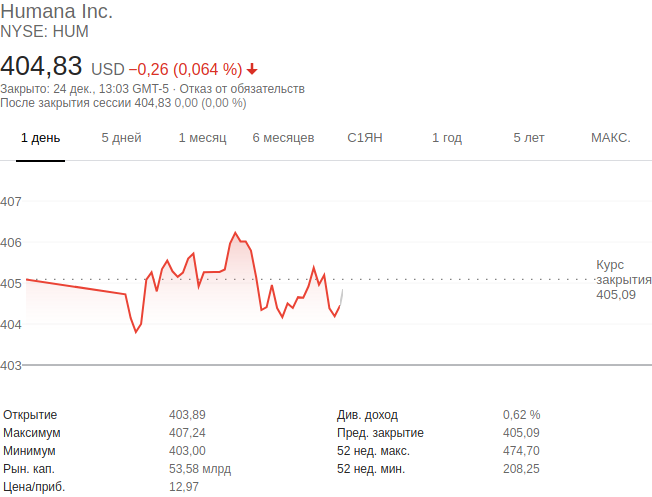 Humana Inc.
NYSE: HUM
404,83 USD −0,26 (0,064 %)
Закрыто: 24 дек., 13:03 GMT-5 · Отказ от обязательств
После закрытия сессии 404,83 0,00 (0,00 %)
1 день 5 дней 1 месяц 6 месяцев С1ЯН 1 год 5 лет МАКС.
407
406
405
404
403
Курс
закрытия
405,09
Открытие 403,89 Див. доход 0,62 %
Максимум 407,24 Пред. закрытие 405,09
Минимум 403,00 52 нед. макс. 474,70
Рын. кап. 53,58 млрд 52 нед. мин. 208,25
Цена/приб. 12,97